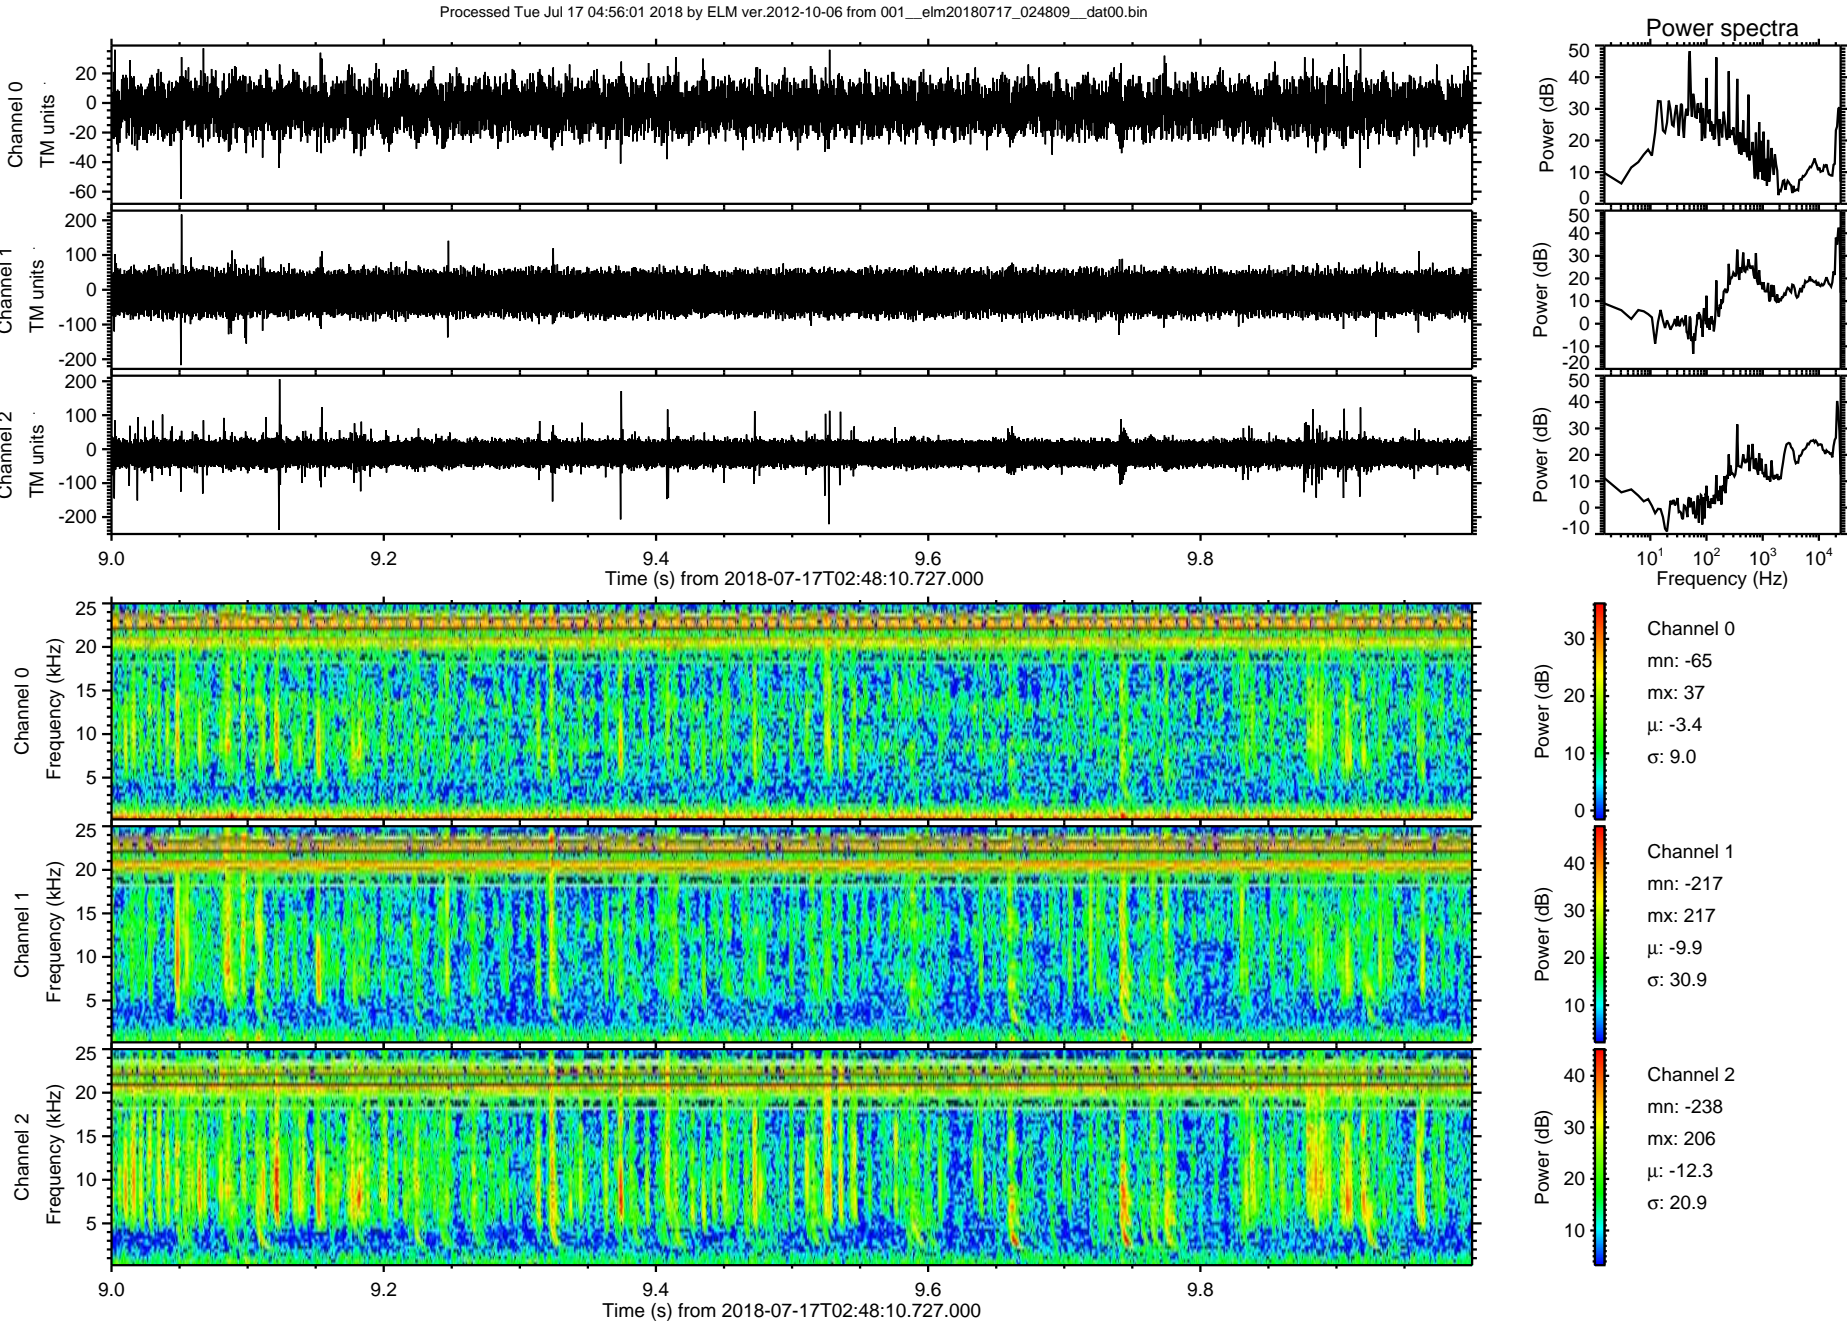 Processed Tue Jul 17 04:56:01 2018 by ELM ver.2012-10-06 from 001__elm20180717_024809__dat00.bin
Power spectra
Channel 0
TM units
20
0
-20
-40
-60
Power (dB)
50
40
30
20
10
0
Channel 1
TM units
200
100
0
-100
-200
Power (dB)
50
40
30
20
10
0
-10
-20
Channel 2
TM units
200
100
0
-100
-200
Power (dB)
50
40
30
20
10
0
-10
9.0 9.2 9.4 9.6 9.8
Time (s) from 2018-07-17T02:48:10.727.000
10^1 10^2 10^3 10^4
Frequency (Hz)
Channel 0
Frequency (kHz)
25
20
15
10
5
Power (dB)
30
20
10
0
Channel 0
mn: -65
mx: 37
μ: -3.4
σ: 9.0
Channel 1
Frequency (kHz)
25
20
15
10
5
Power (dB)
40
30
20
10
Channel 1
mn: -217
mx: 217
μ: -9.9
σ: 30.9
Channel 2
Frequency (kHz)
25
20
15
10
5
Power (dB)
40
30
20
10
Channel 2
mn: -238
mx: 206
μ: -12.3
σ: 20.9
9.0 9.2 9.4 9.6 9.8
Time (s) from 2018-07-17T02:48:10.727.000